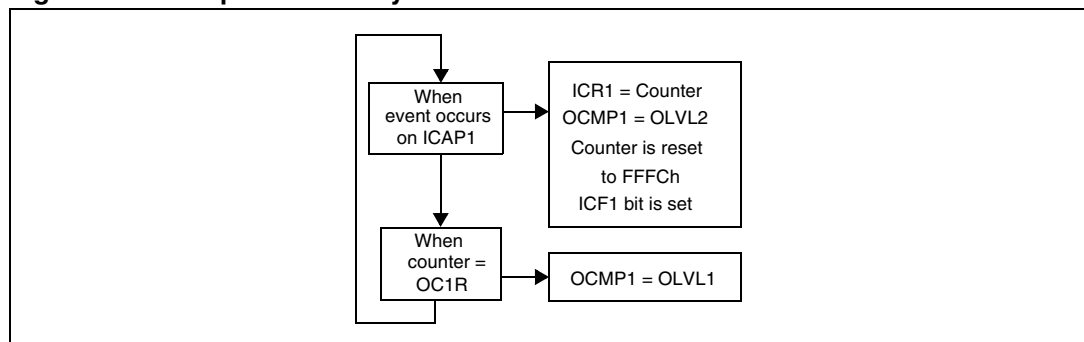 When
event occurs
on ICAP1
ICR1 = Counter
OCMP1 = OLVL2
Counter is reset
to FFFCh
ICF1 bit is set
When
counter =
OC1R
OCMP1 = OLVL1